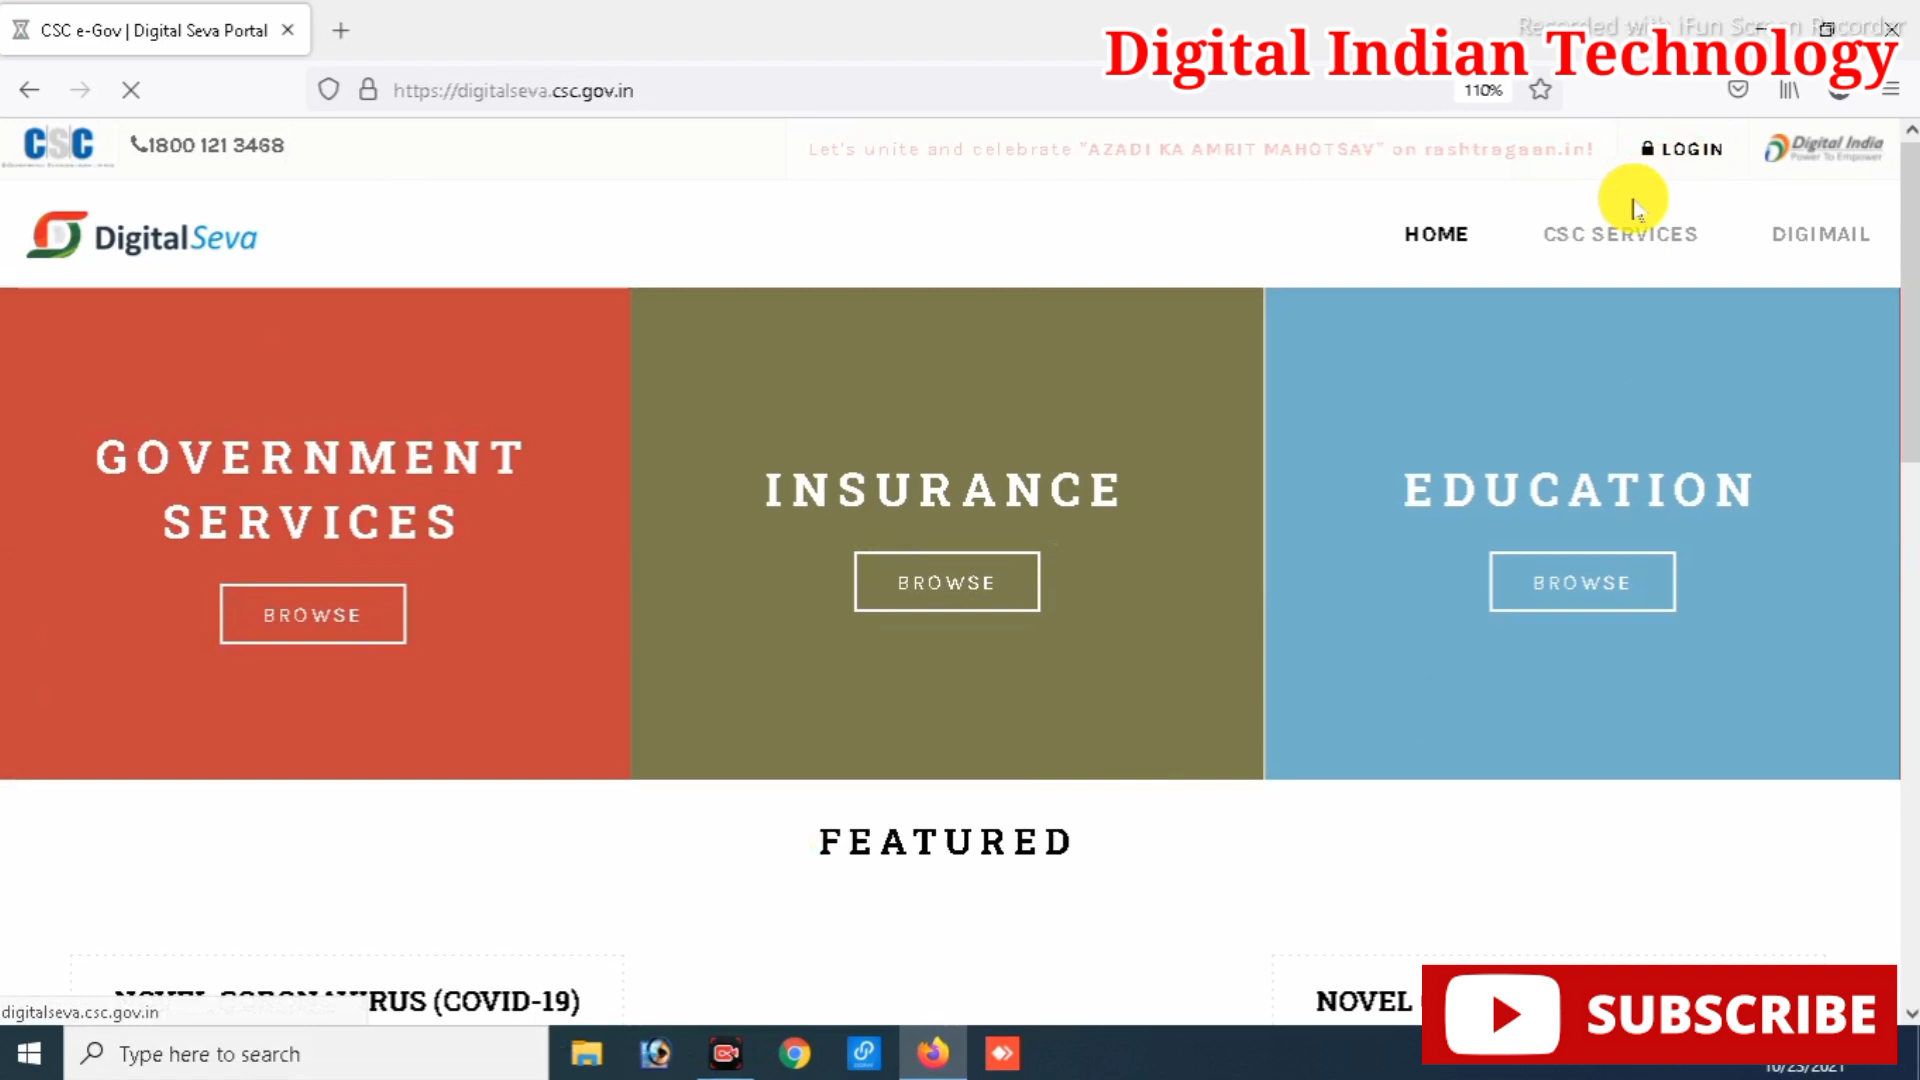 CSC e-Gov | Digital Seva Portal
Recorded with iFun Screen Recorder
Digital Indian Technology
https://digitalseva.csc.gov.in
110%
CSC
1800 121 3468
Let's unite and celebrate "AZADI KA AMRIT MAHOTSAV" on rashtragaan.in!
LOGIN
Digital India
Power To Empower
DigitalSeva
HOME
CSC SERVICES
DIGIMAIL
GOVERNMENT
SERVICES
BROWSE
INSURANCE
BROWSE
EDUCATION
BROWSE
FEATURED
NOVEL CORONAVIRUS (COVID-19)
NOVEL
digitalseva.csc.gov.in
SUBSCRIBE
Type here to search
10/23/2021